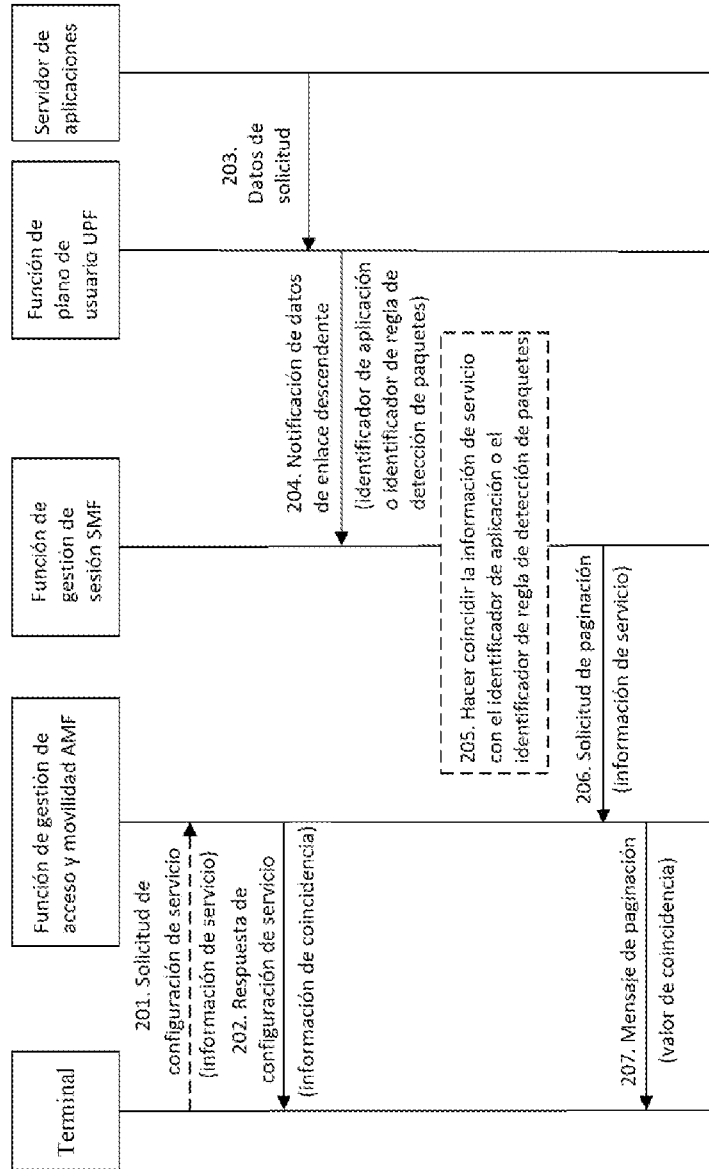 Terminal
Función de gestión de
acceso y movilidad AMF
Función de
gestión de
sesión SMF
Función de
plano de
usuario UPF
Servidor de
aplicaciones
201. Solicitud de
configuración de servicio
(información de servicio)
202. Respuesta de
configuración de servicio
(información de coincidencia)
203.
Datos de
solicitud
204. Notificación de datos
de enlace descendente
(identificador de aplicación
o identificador de regla de
detección de paquetes)
205. Hacer coincidir la información de servicio
con el identificador de aplicación o el
identificador de regla de detección de paquetes
206. Solicitud de paginación
(información de servicio)
207. Mensaje de paginación
(valor de coincidencia)